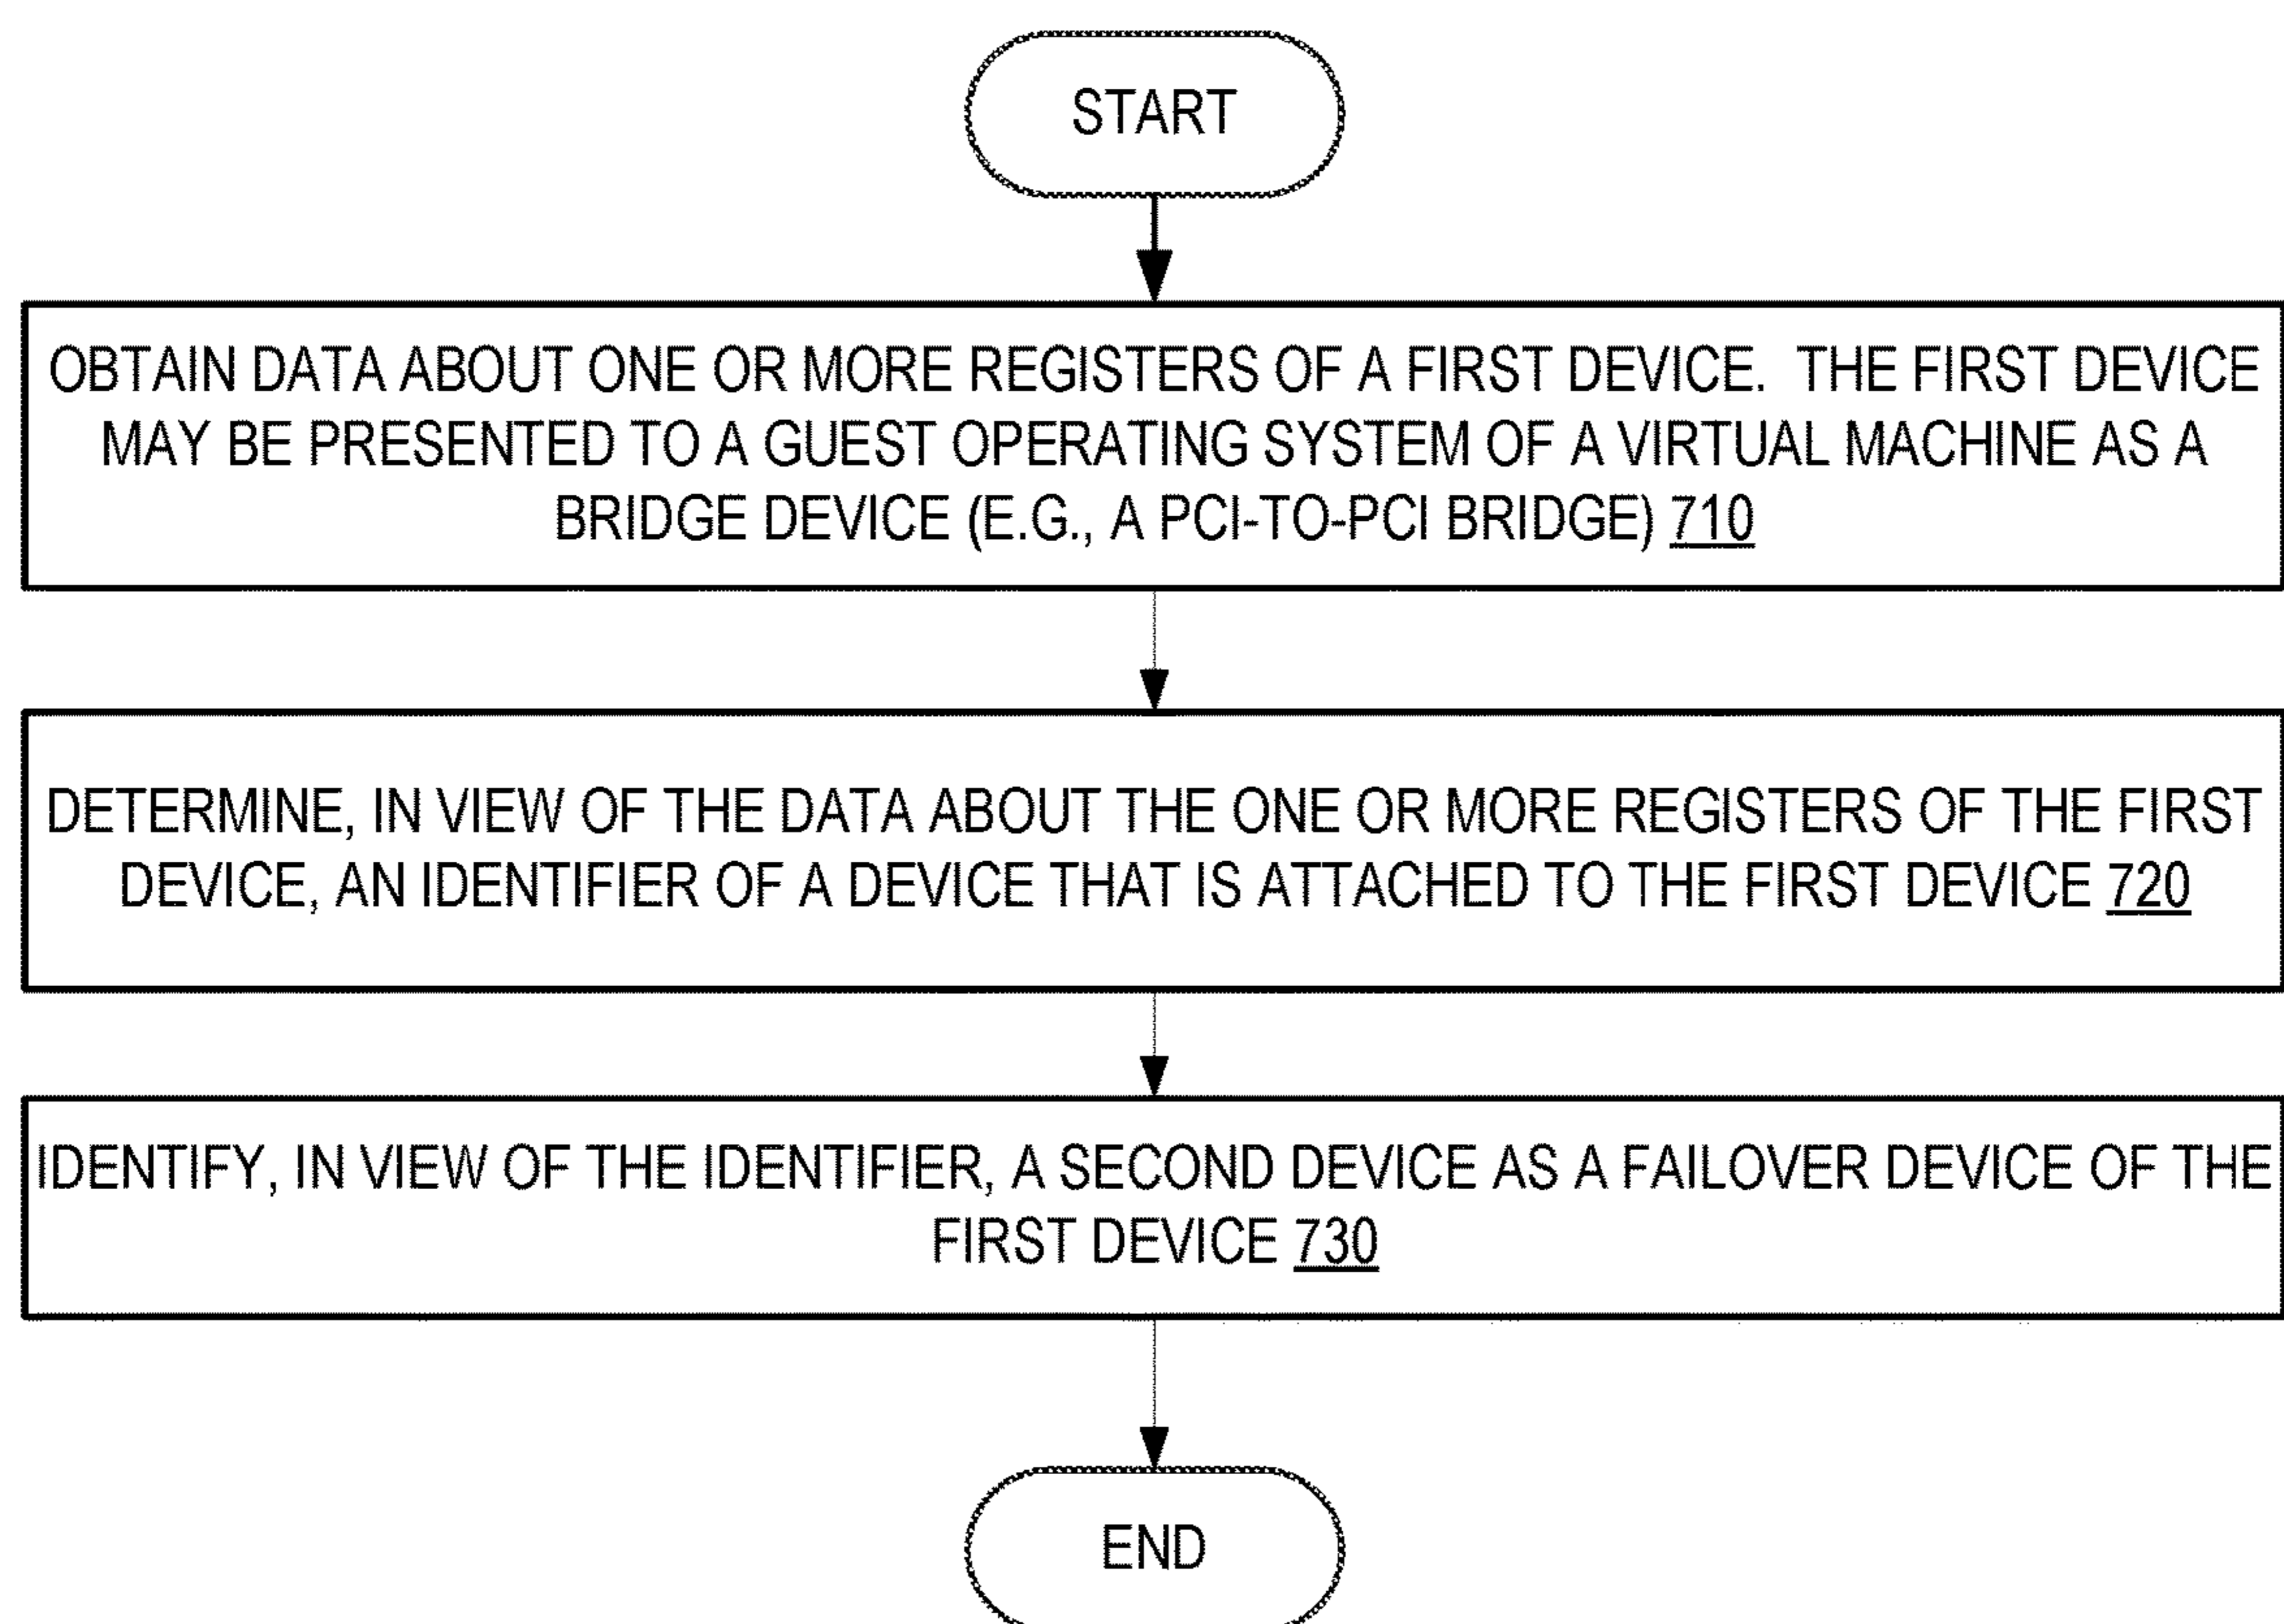 START
OBTAIN DATA ABOUT ONE OR MORE REGISTERS OF A FIRST DEVICE. THE FIRST DEVICE
MAY BE PRESENTED TO A GUEST OPERATING SYSTEM OF A VIRTUAL MACHINE AS A
BRIDGE DEVICE (E.G., A PCI-TO-PCI BRIDGE) 710
DETERMINE, IN VIEW OF THE DATA ABOUT THE ONE OR MORE REGISTERS OF THE FIRST
DEVICE, AN IDENTIFIER OF A DEVICE THAT IS ATTACHED TO THE FIRST DEVICE 720
IDENTIFY, IN VIEW OF THE IDENTIFIER, A SECOND DEVICE AS A FAILOVER DEVICE OF THE
FIRST DEVICE 730
END